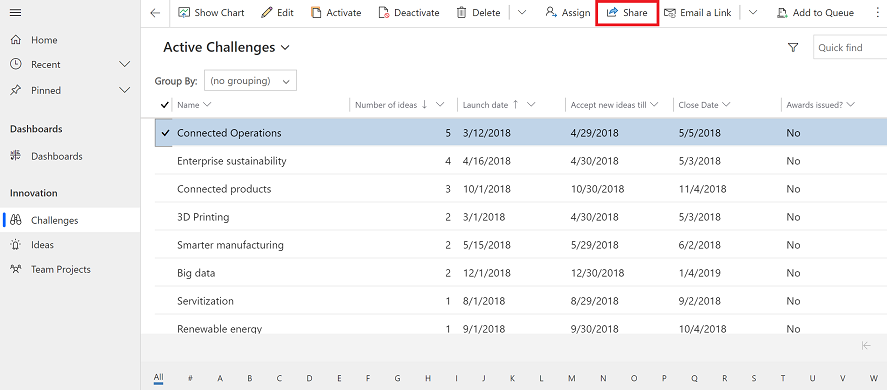 Show Chart Edit Activate Deactivate Delete Assign Share Email a Link Add to Queue
Home
Recent
Pinned
Dashboards
Dashboards
Innovation
Challenges
Ideas
Team Projects
Active Challenges
Quick find
Group By: (no grouping)
Name Number of ideas Launch date Accept new ideas till Close Date Awards issued?
Connected Operations 5 3/12/2018 4/29/2018 5/5/2018 No
Enterprise sustainability 4 4/16/2018 4/30/2018 5/3/2018 No
Connected products 3 10/1/2018 10/30/2018 11/4/2018 No
3D Printing 2 3/1/2018 4/30/2018 5/3/2018 No
Smarter manufacturing 2 5/15/2018 5/29/2018 6/2/2018 No
Big data 2 12/1/2018 12/30/2018 1/4/2019 No
Servitization 1 8/1/2018 8/29/2018 9/2/2018 No
Renewable energy 1 9/1/2018 9/30/2018 10/4/2018 No
All # A B C D E F G H I J K L M N O P Q R S T U V W